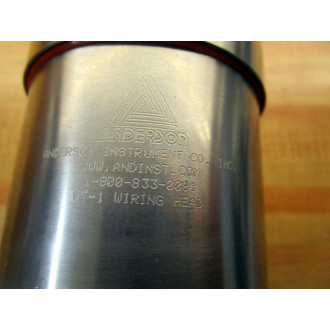 ANDERSON
ANDERSON INSTRUMENT CO. INC.
WWW.ANDINST.COM
1-800-833-0081
WIRING HEAD